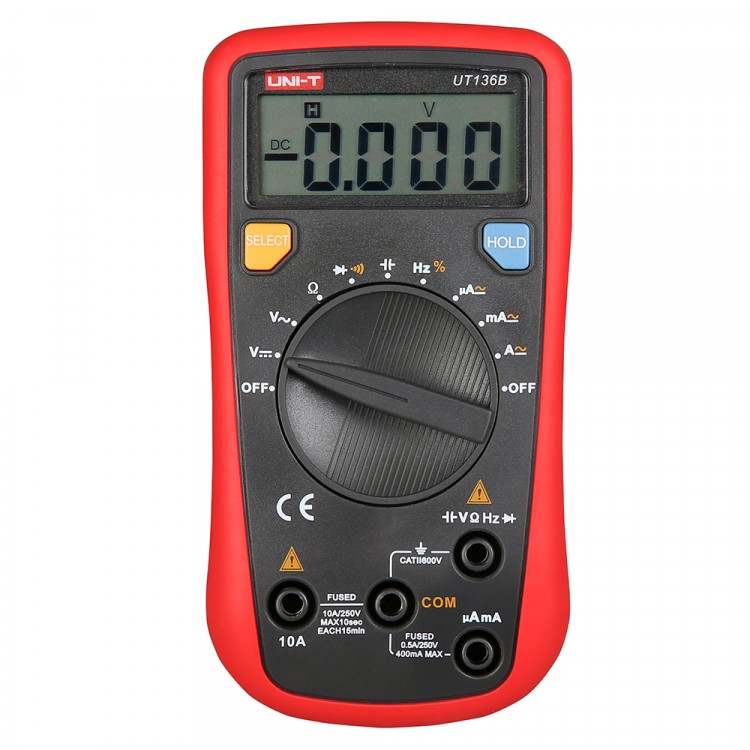 UNI-T
UT136B
H
V
DC
-0.000
SELECT
HOLD
Hz %
Ω
µA
V~
mA
V⎓
A
OFF
OFF
CE
VΩHz
CATII600V
FUSED
10A/250V
MAX10sec
EACH15min
COM
10A
µAmA
FUSED
0.5A/250V
400mA MAX